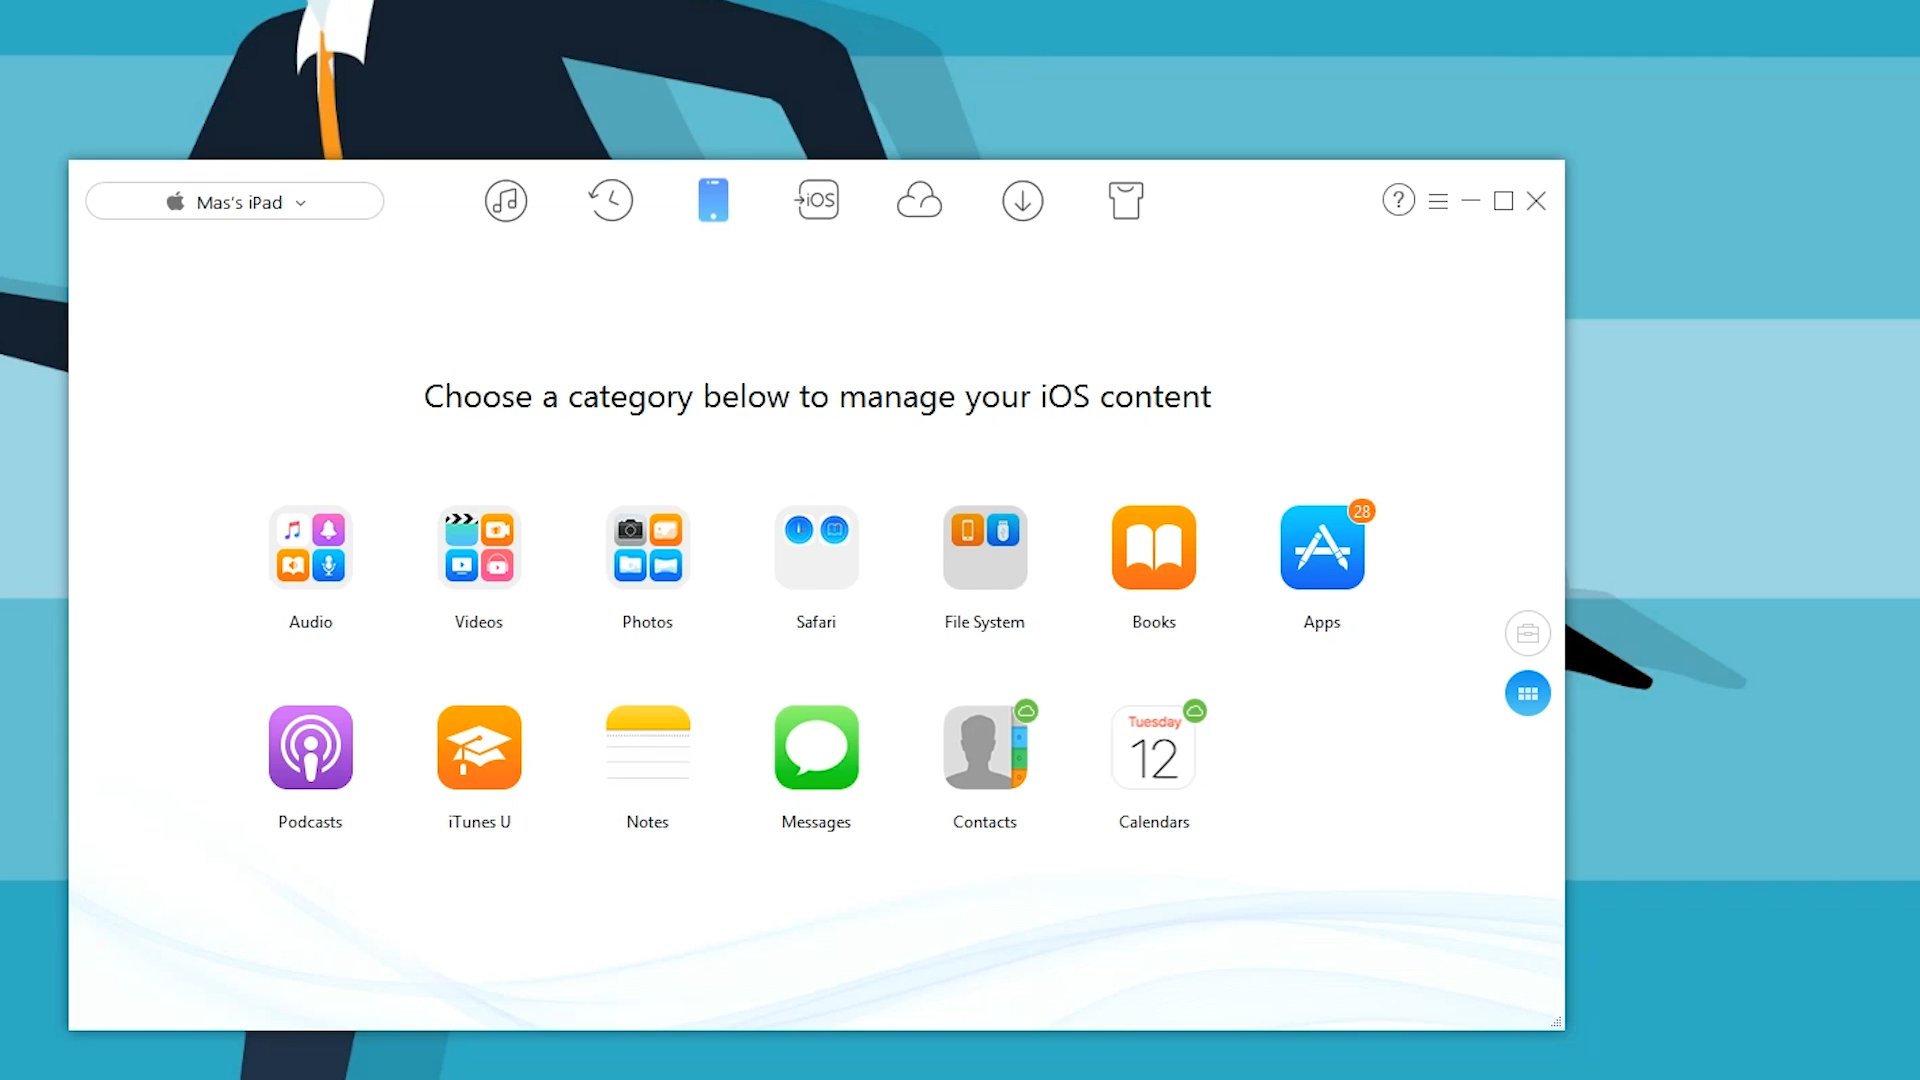 Mas's iPad
iOS
?
Choose a category below to manage your iOS content
28
Audio
Videos
Photos
Safari
File System
Books
Apps
Tuesday
12
Podcasts
iTunes U
Notes
Messages
Contacts
Calendars